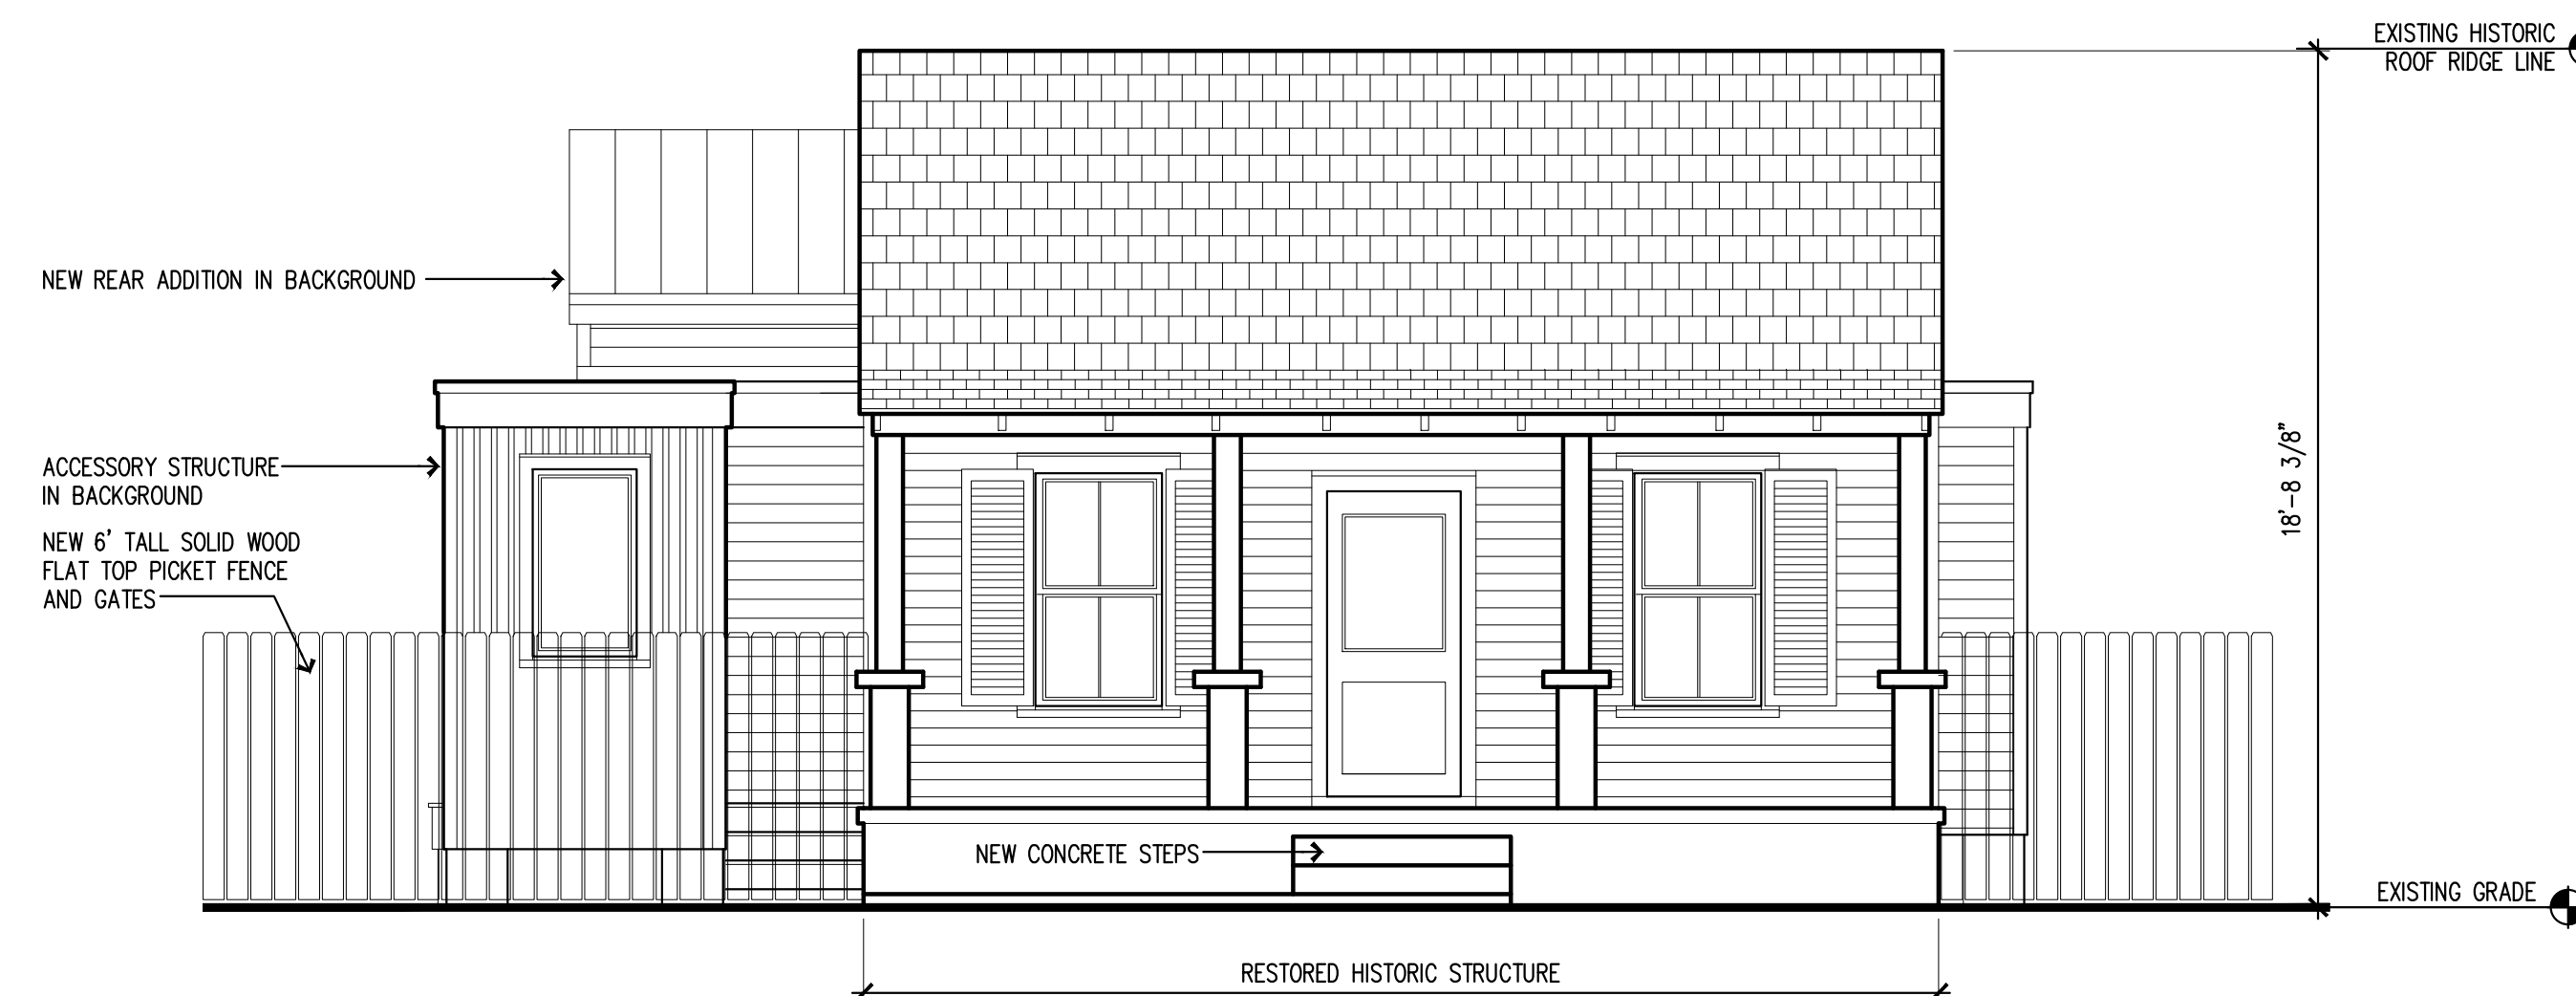 EXISTING HISTORIC
ROOF RIDGE LINE
NEW REAR ADDITION IN BACKGROUND
ACCESSORY STRUCTURE
IN BACKGROUND
NEW 6' TALL SOLID WOOD
FLAT TOP PICKET FENCE
AND GATES
18'-8 3/8"
NEW CONCRETE STEPS
EXISTING GRADE
RESTORED HISTORIC STRUCTURE